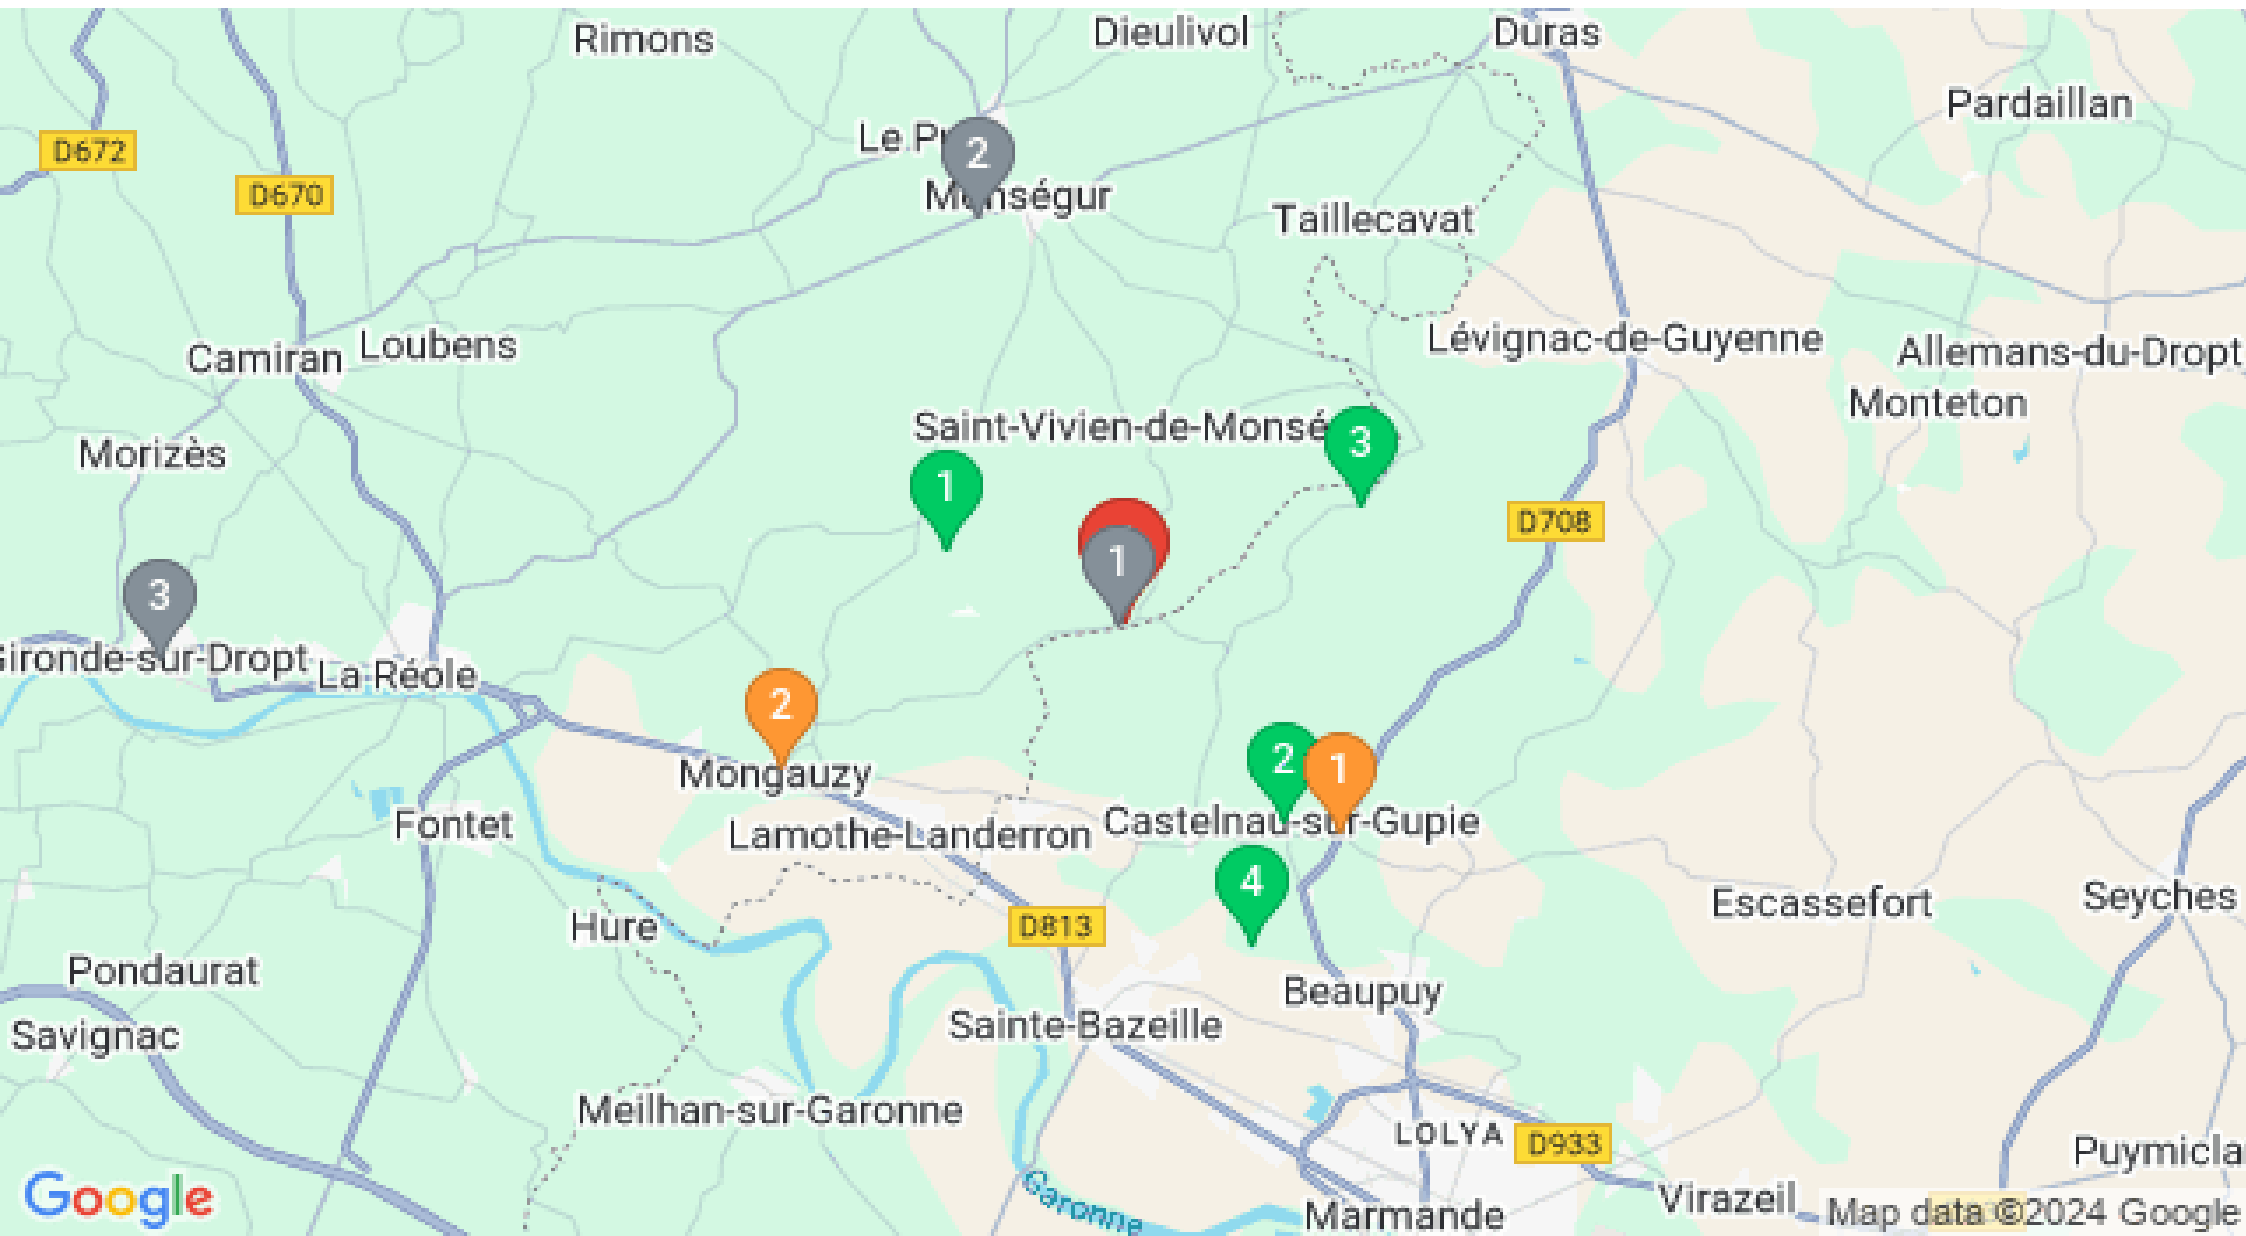 Rimons
Dieulivol
Duras
Pardaillan
D672
Le P
2
D670
Monségur
Taillecavat
Camiran
Loubens
Lévignac-de-Guyenne
Allemans-du-Dropt
Monteton
Saint-Vivien-de-Monsé
3
Morizès
1
D708
1
3
Gironde-sur-Dropt
La Réole
2
2
1
Mongauzy
Fontet
Lamothe-Landerron
Castelnau-sur-Gupie
4
Escassefort
Seyches
Hure
D813
Pondaurat
Beaupuy
Savignac
Sainte-Bazeille
Meilhan-sur-Garonne
LOLYA
D933
Puymicla
Google
Garonne
Marmande
Virazeil
Map data ©2024 Google